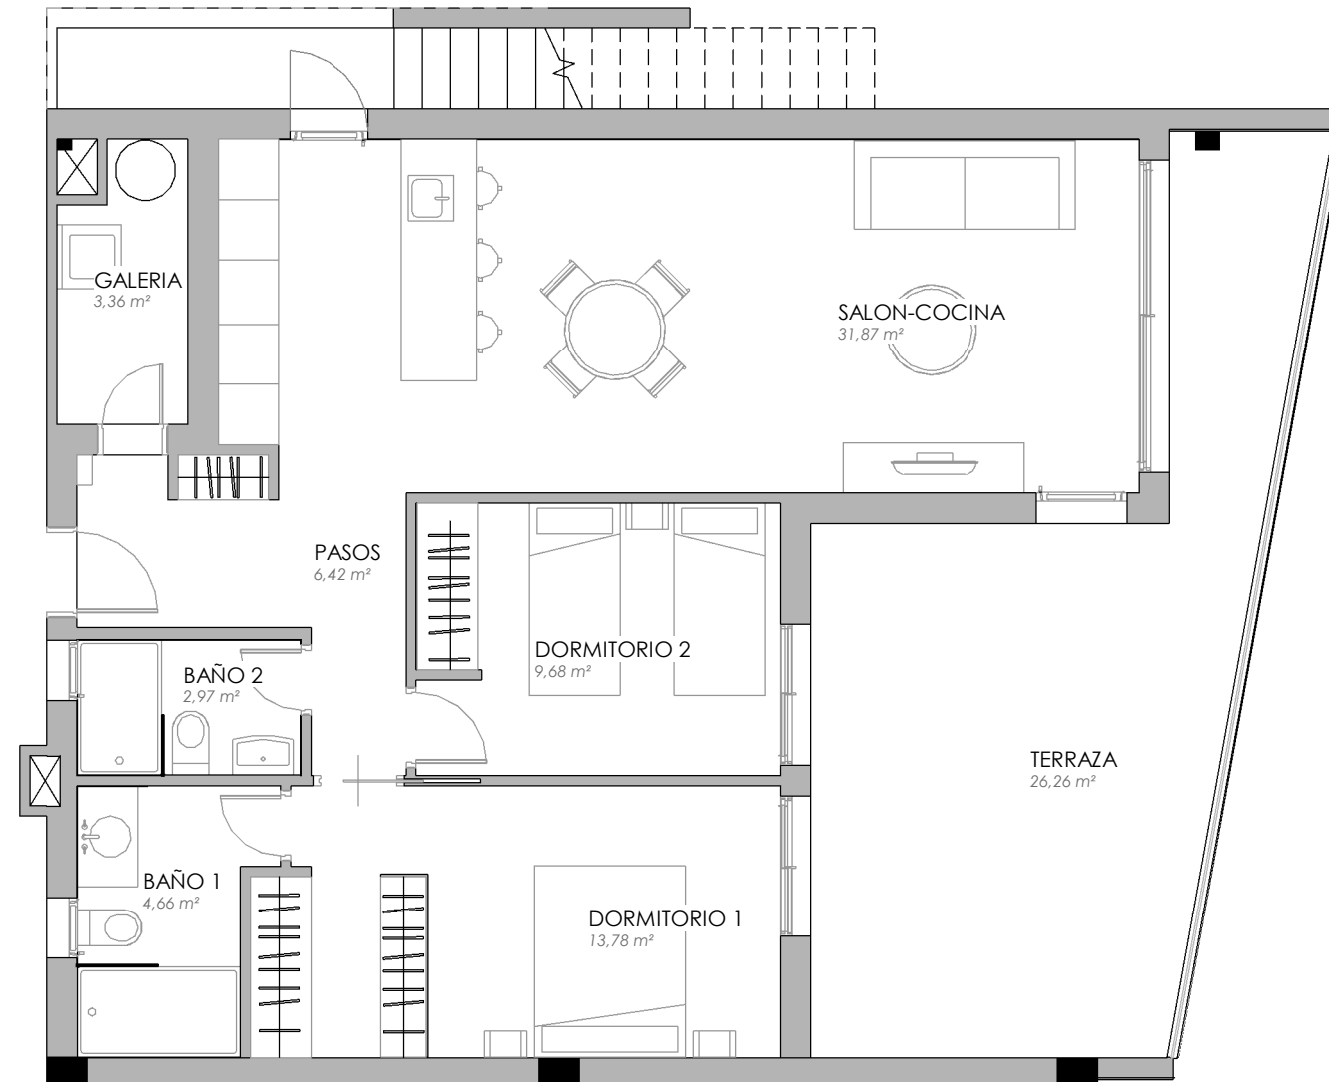 GALERIA
3,36 m²
SALON-COCINA
31,87 m²
PASOS
6,42 m²
DORMITORIO 2
9,68 m²
BAÑO 2
2,97 m²
TERRAZA
26,26 m²
BAÑO 1
4,66 m²
DORMITORIO 1
13,78 m²